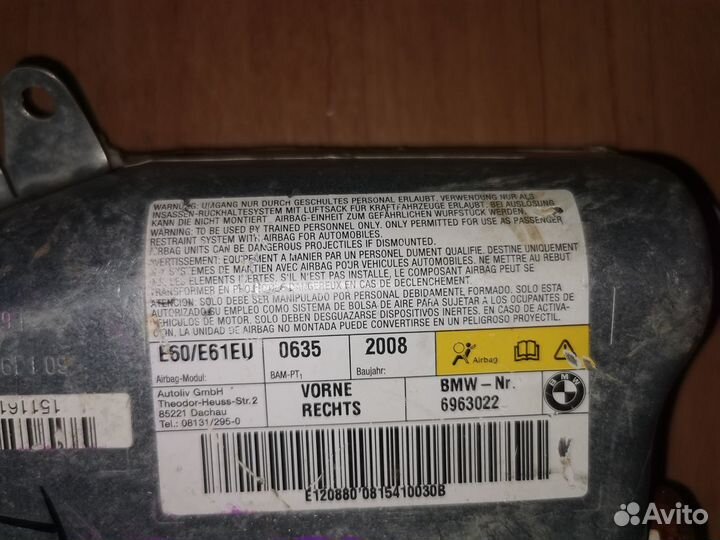 WARNUNG: UMGANG NUR DURCH GESCHULTES PERSONAL ERLAUBT. VERWENDUNG NUR ALS
INSASSEN-RÜCKHALTESYSTEM MIT LUFTSACK FÜR KRAFTFAHRZEUGE ERLAUBT. BEI AUSLÖSUNG
KANN DIE NICHT MONTIERT. AIRBAG-EINHEIT ZUM GEFÄHRLICHEN WURFSTÜCK WERDEN.
WARNING: TO BE USED BY TRAINED PERSONNEL ONLY. ONLY PERMITTED FOR USE AS PASSENGER
RESTRAINT SYSTEM WITH AIRBAG FOR AUTOMOBILES.
AIRBAG UNITS CAN BE DANGEROUS PROJECTILES IF DISMOUNTED.
AVERTISSEMENT: EQUIPEMENT A MANIER PAR UN PERSONEL DUMENT QUALIFIE. DESTINE UNIQUEMENT
SYSTEMES DE MAINTIEN AVEC AIRBAG POUR VEHICULES AUTOMOBILES. NE METTRE AU REBUT
LES ELEMENTS INERTES. S'IL N'EST PAS INSTALLE, LE COMPOSANT AIRBAG PEUT SE
TRANSFORMER EN DANGEREUX EN CAS DE DECLENCHEMENT.
ATENCION: SOLO DEBE SER MANIPULADO POR PERSONAL DEBIDAMENTE FORMADO. SOLO ESTA
AUTORIZADO SU EMPLEO COMO SISTEMA DE BOLSA DE AIRE PARA SUJETAR A LOS OCUPANTES DE
VEHICULOS DE MOTOR. SOLO DEBEN DESGUAZARSE DISPOSITIVOS INERTES. EN CASO DE ACTIVA-
CION, LA UNIDAD DE AIRBAG NO MONTADA PUEDE CONVERTIRSE EN UN PELIGROSO PROYECTIL.
E60/E61EU 0635 2008 Airbag
Airbag-Modul: BAM-PT1 Baujahr:
Autoliv GmbH
Theodor-Heuss-Str.2
85221 Dachau
Tel.: 08131/295-0
VORNE
RECHTS
BMW-Nr.
6963022
BMW
E120880'0815410030B
151161
Avito